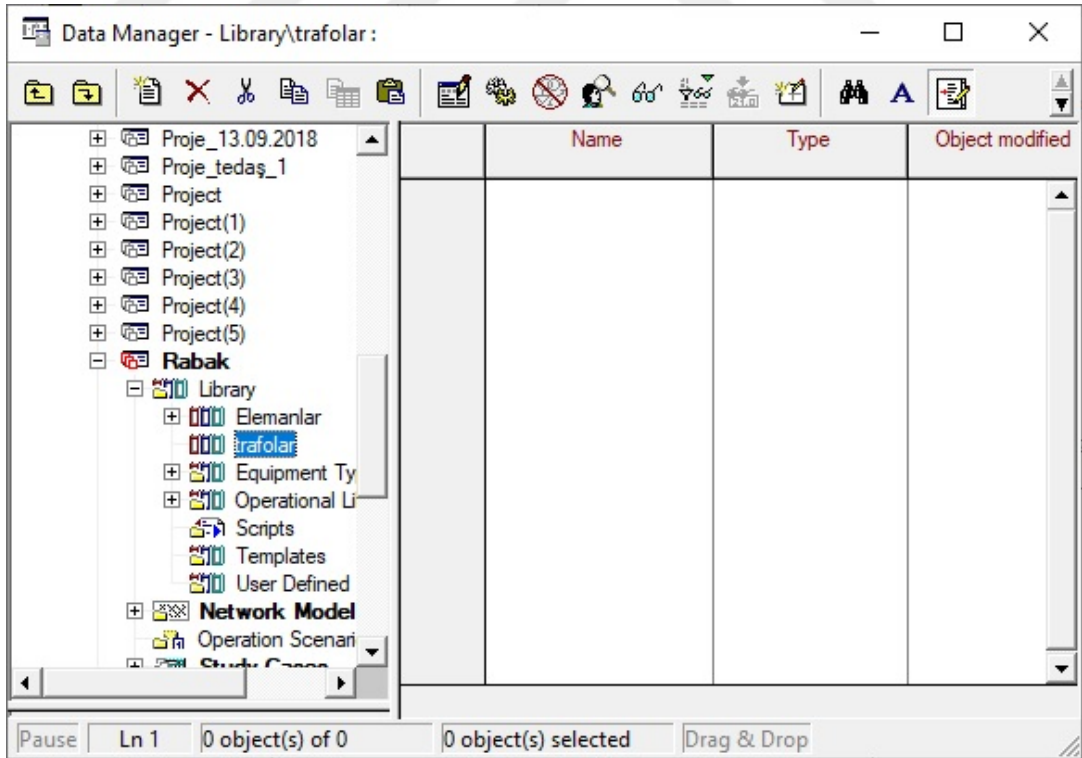 Data Manager - Library\trafolar :
Name Type Object modified
Proje_13.09.2018
Proje_tedaş_1
Project
Project(1)
Project(2)
Project(3)
Project(4)
Project(5)
Rabak
Library
Elemanlar
trafolar
Equipment Ty
Operational Li
Scripts
Templates
User Defined
Network Model
Operation Scenari
Study Cases
Pause Ln 1 0 object(s) of 0 0 object(s) selected Drag & Drop